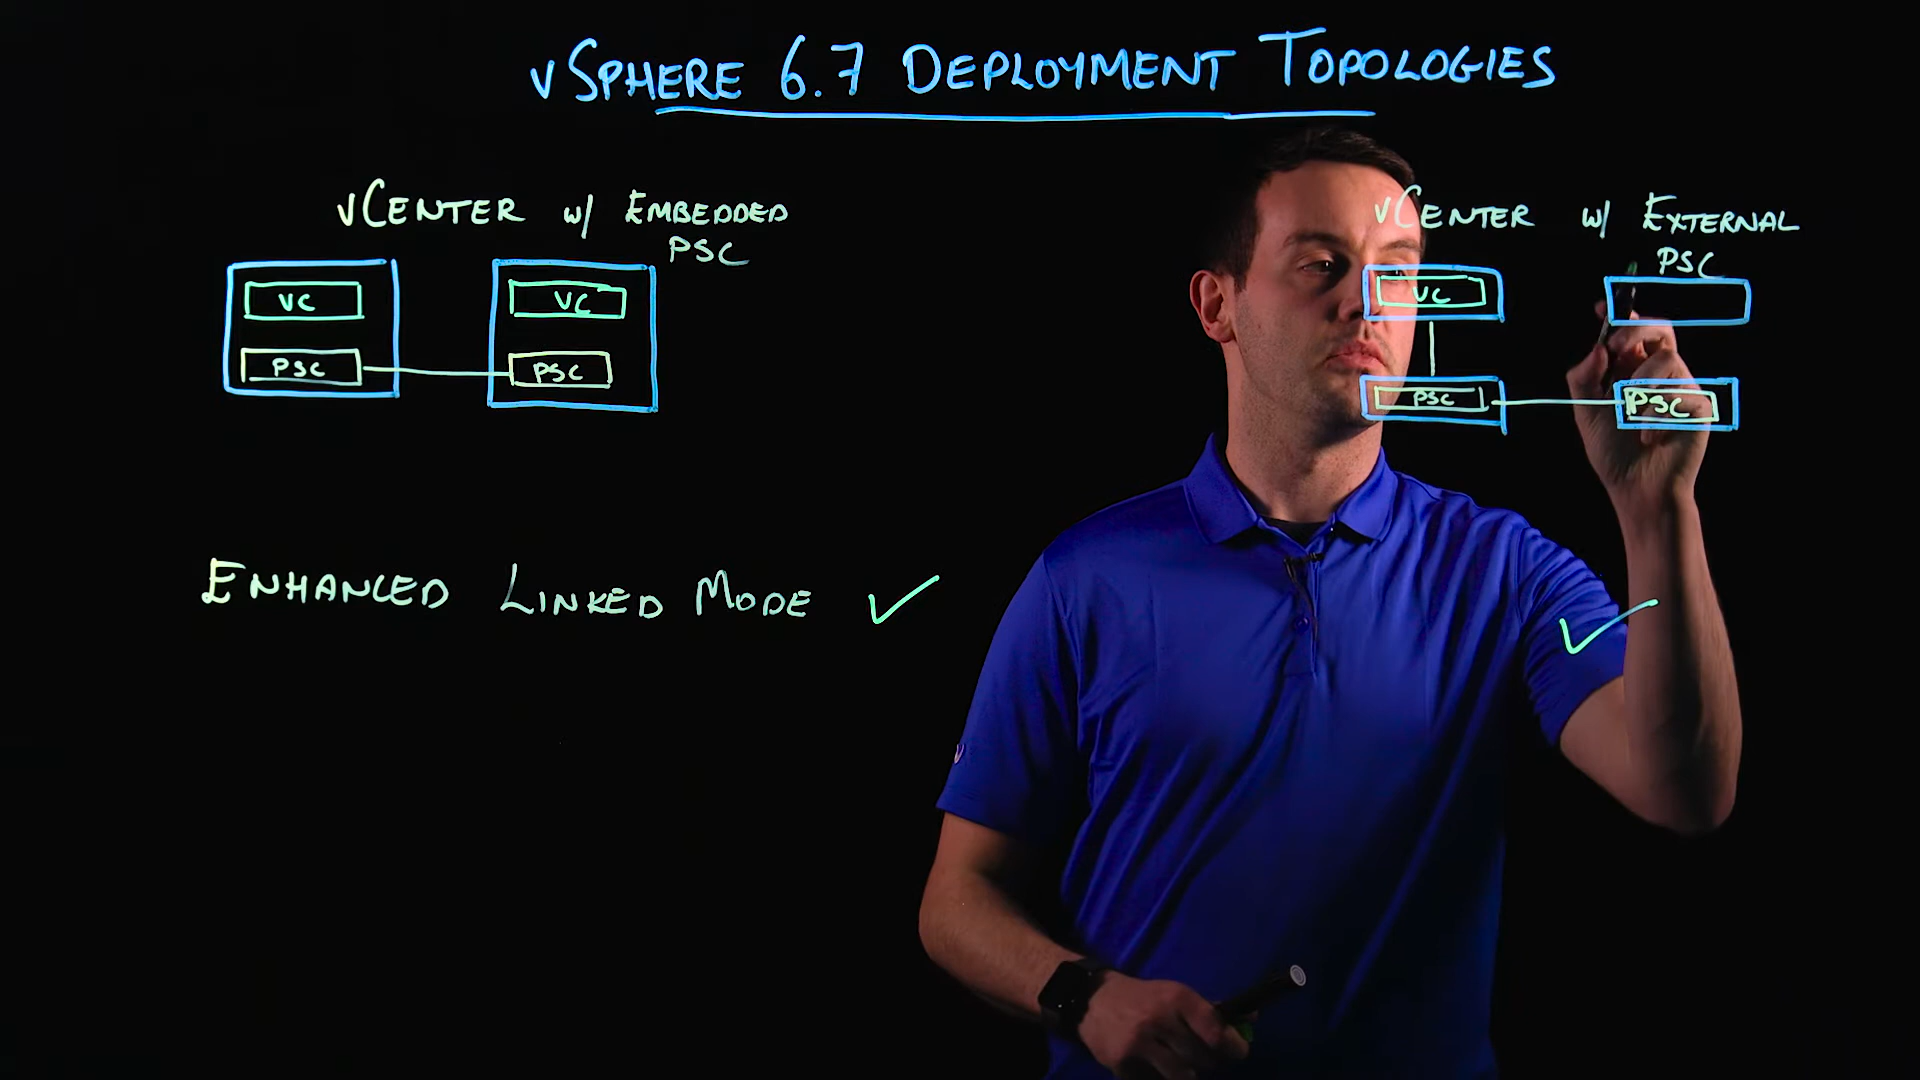 vSPHERE 6.7 DEPLOYMENT TOPOLOGIES
vCENTER w/ EMBEDDED
PSC
VC
PSC
VC
PSC
vCENTER w/ EXTERNAL
PSC
VC
PSC
PSC
ENHANCED LINKED MODE ✓
✓